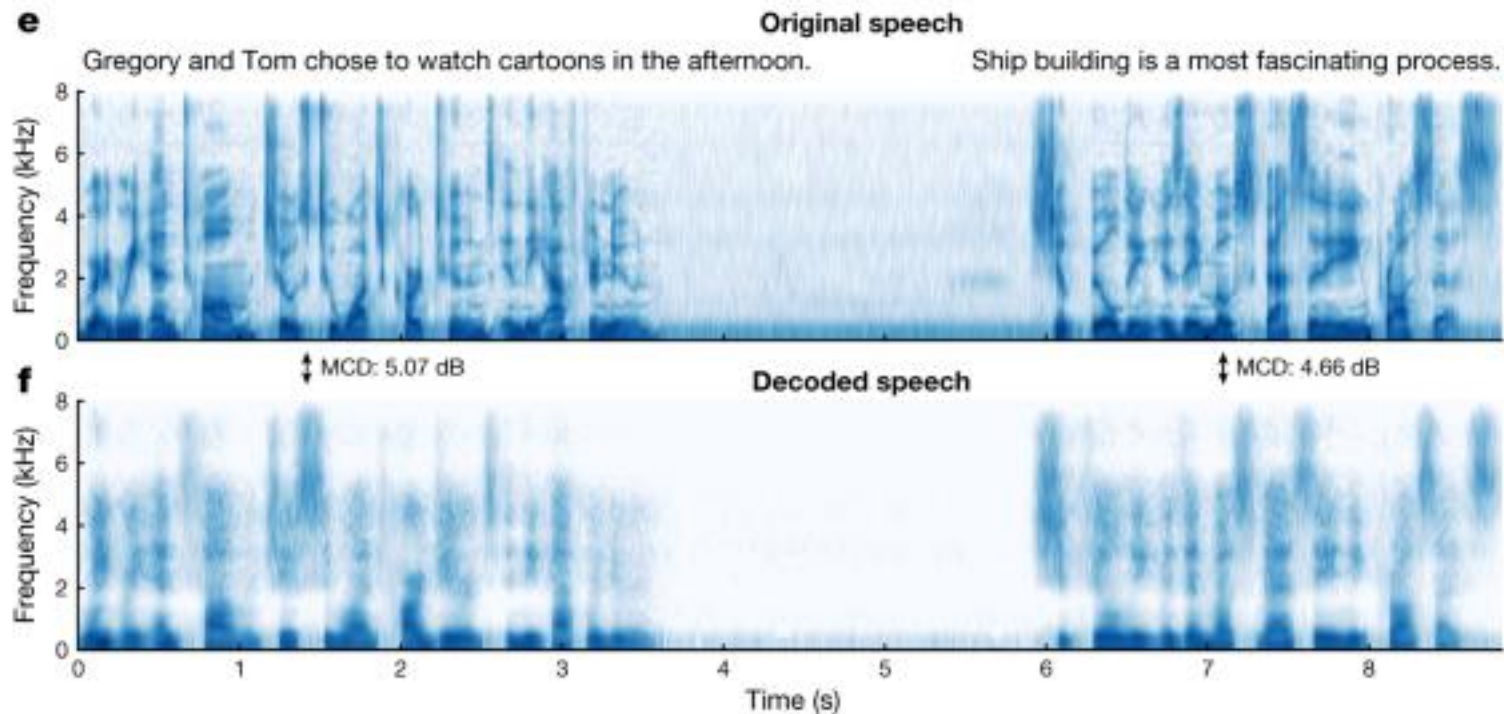 e
Original speech
Gregory and Tom chose to watch cartoons in the afternoon.
Ship building is a most fascinating process.
Frequency (kHz)
8
6
4
2
0
MCD: 5.07 dB
MCD: 4.66 dB
f
Decoded speech
Frequency (kHz)
8
6
4
2
0
0 1 2 3 4 5 6 7 8
Time (s)